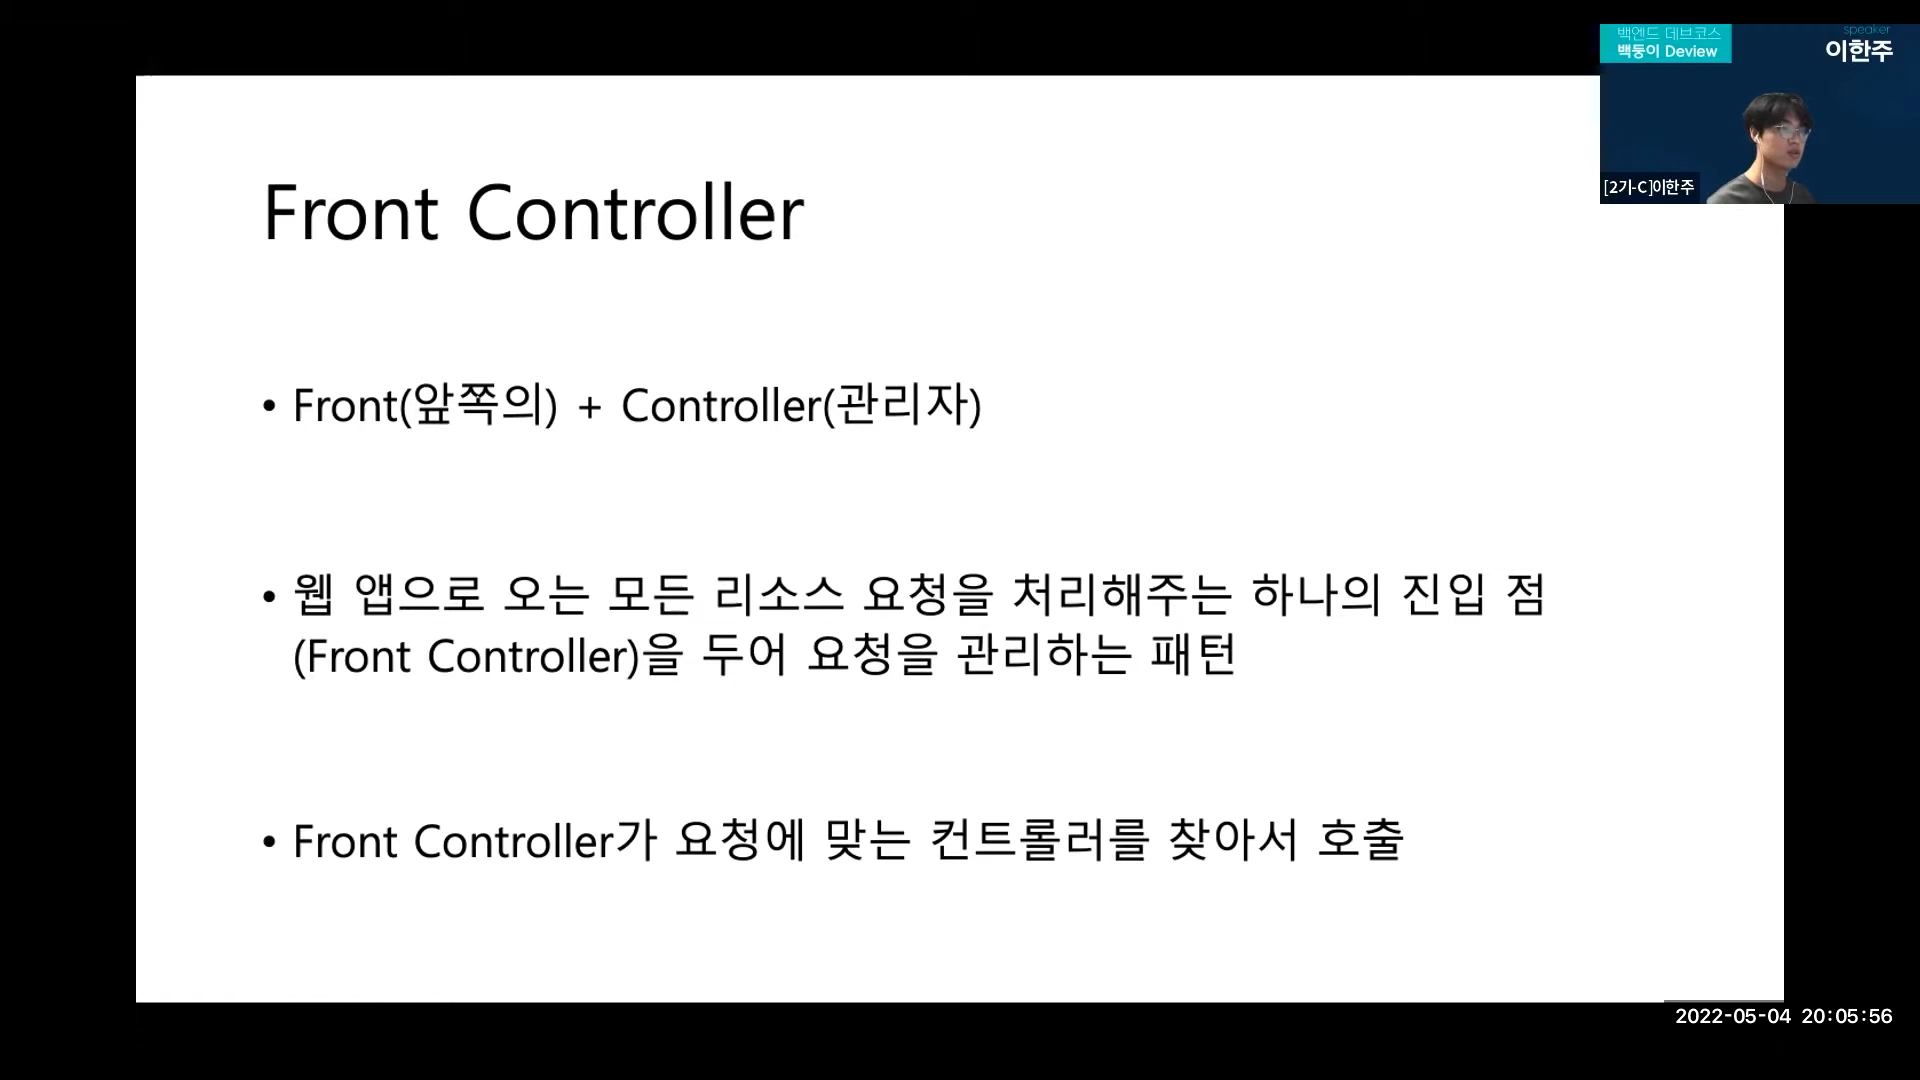 백엔드 데브코스
백둥이 Deview
speaker
이한주
[2기-C]이한주
Front Controller
• Front(앞쪽의) + Controller(관리자)
• 웹 앱으로 오는 모든 리소스 요청을 처리해주는 하나의 진입 점
(Front Controller)을 두어 요청을 관리하는 패턴
• Front Controller가 요청에 맞는 컨트롤러를 찾아서 호출
2022-05-04 20:05:56